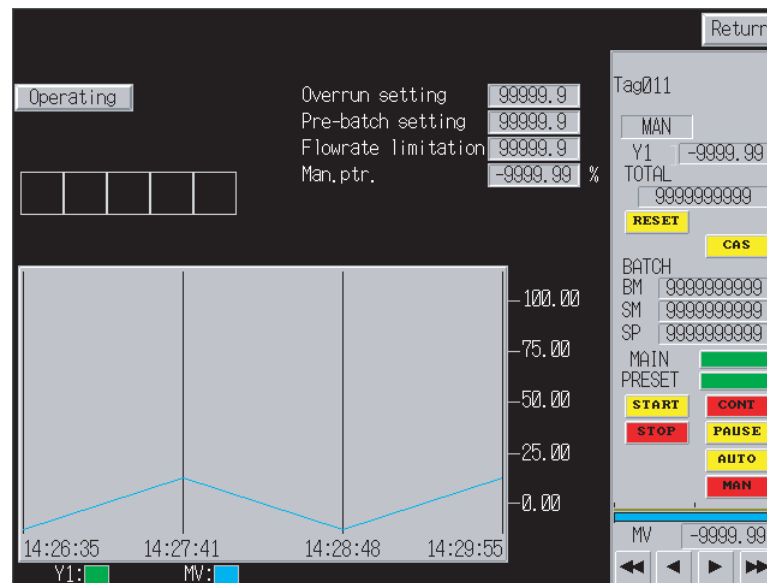 Return
Operating
Overrun setting 99999.9
Pre-batch setting 99999.9
Flowrate limitation 99999.9
Man.ptr. -9999.99 %
Tag011
MAN
Y1 -9999.99
TOTAL
9999999999
RESET
CAS
BATCH
BM 9999999999
SM 9999999999
SP 9999999999
MAIN
PRESET
START CONT
STOP PAUSE
AUTO
MAN
MV -9999.99
100.00
75.00
50.00
25.00
0.00
14:26:35 14:27:41 14:28:48 14:29:55
Y1: MV: